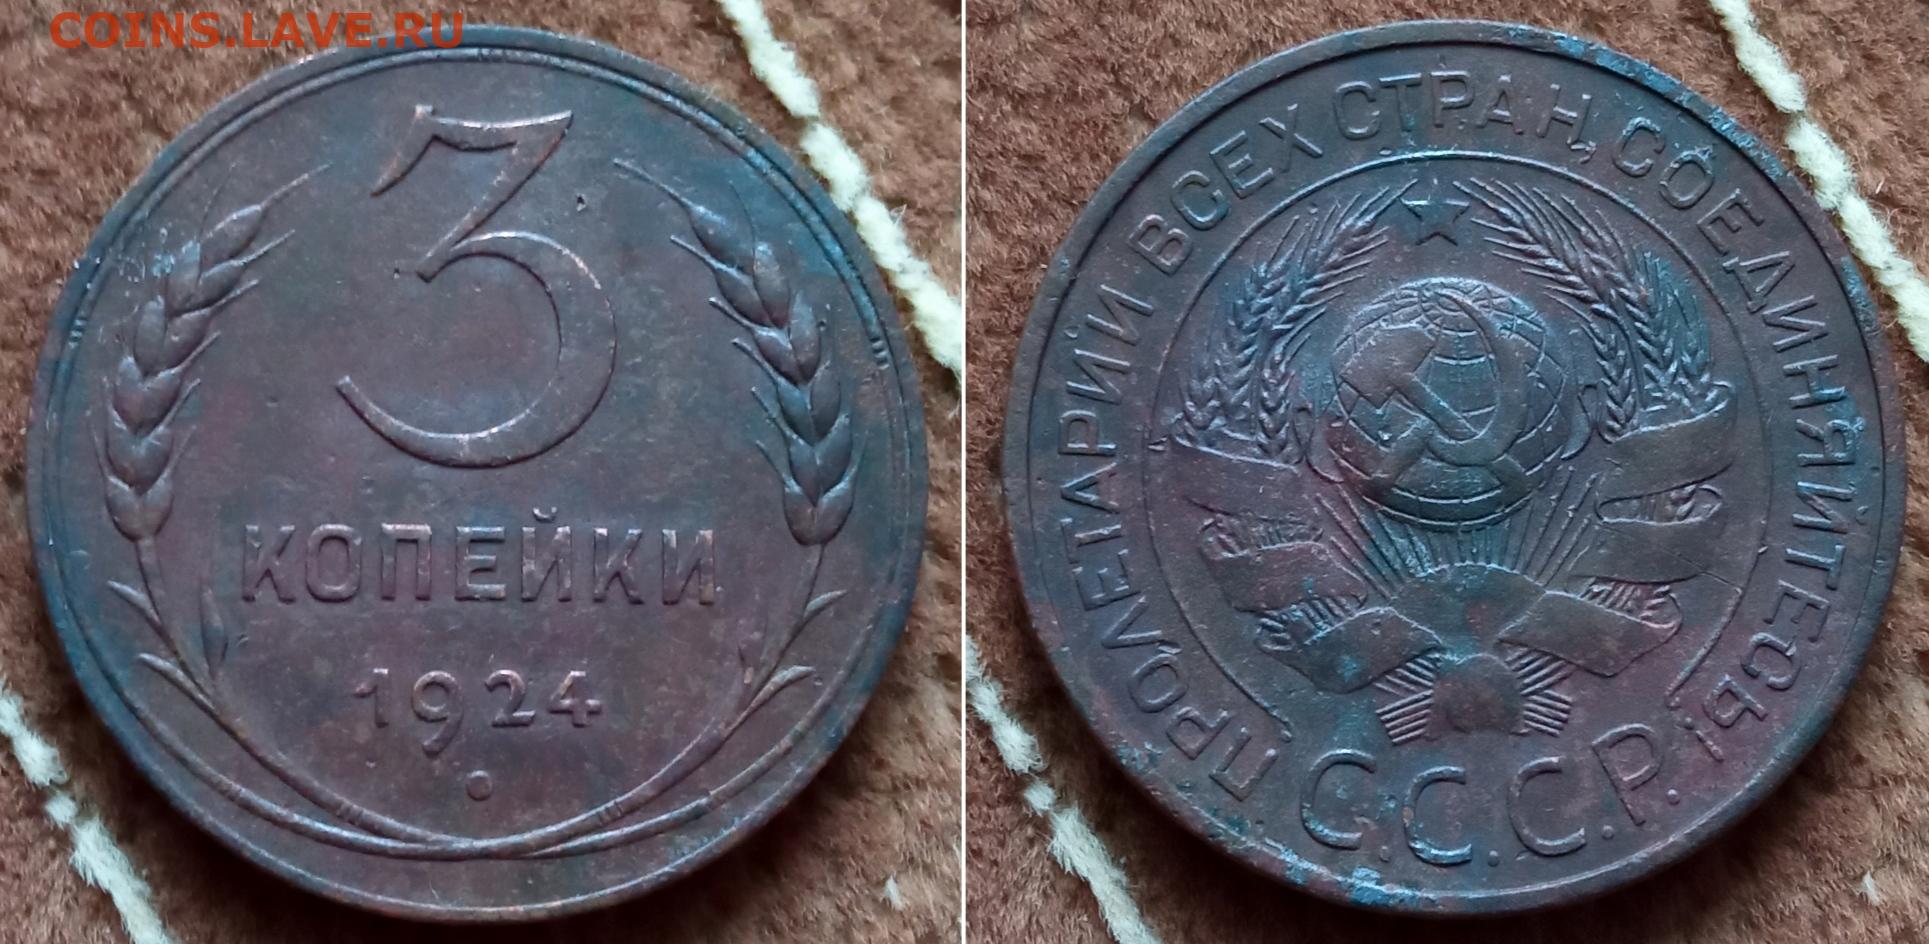 COINS.LAVE.RU
3
КОПЕЙКИ
1924
ПРОЛЕТАРИИ ВСЕХ СТРАН, СОЕДИНЯЙТЕСЬ!
С.С.С.Р.